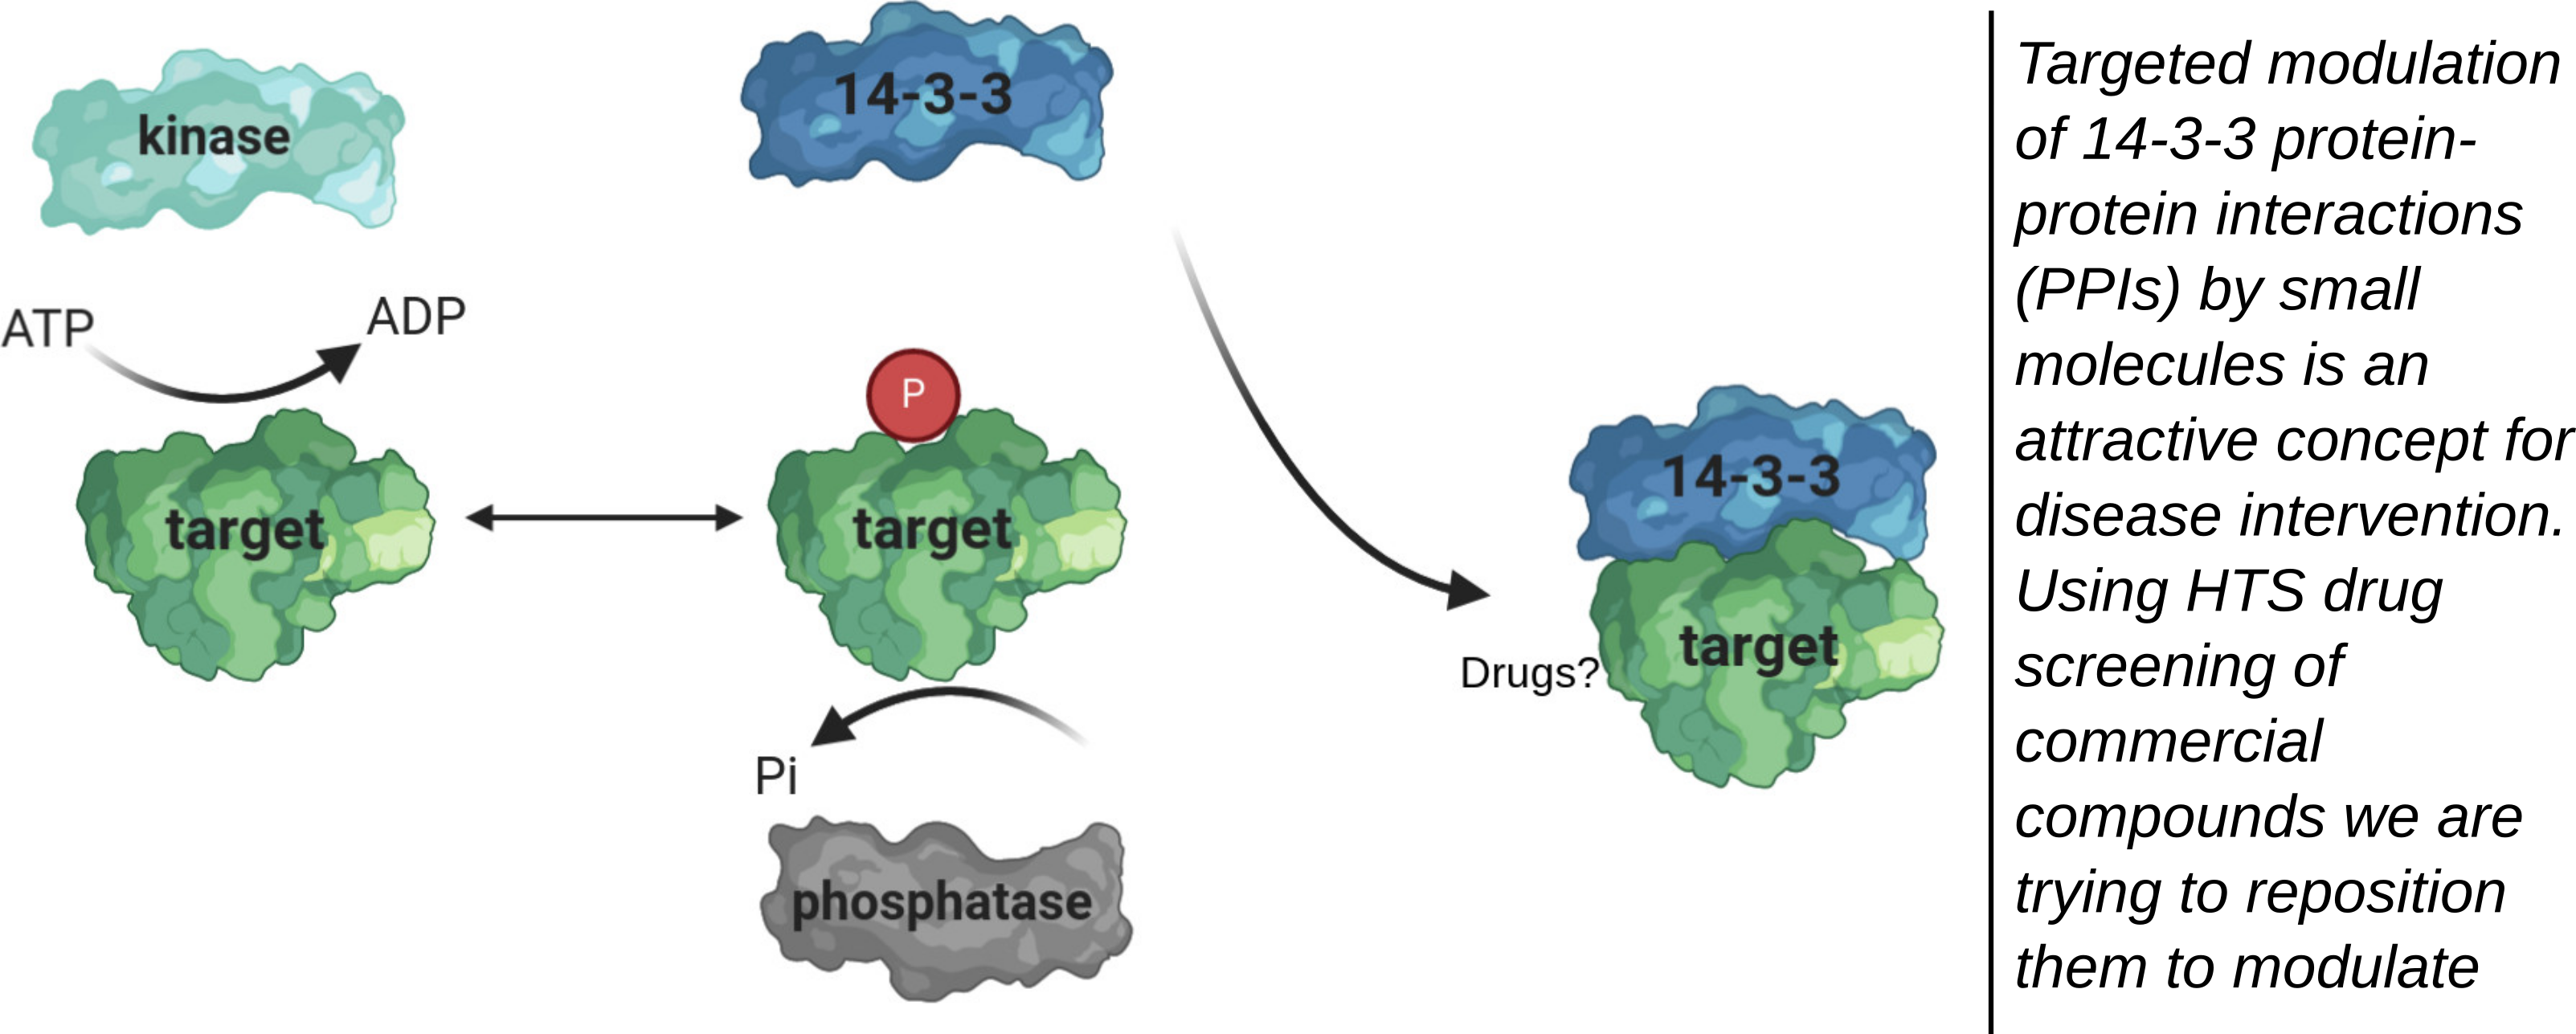 kinase
14-3-3
ATP
ADP
P
target
target
Pi
phosphatase
14-3-3
Drugs?
target
Targeted modulation
of 14-3-3 protein-
protein interactions
(PPIs) by small
molecules is an
attractive concept for
disease intervention.
Using HTS drug
screening of
commercial
compounds we are
trying to reposition
them to modulate